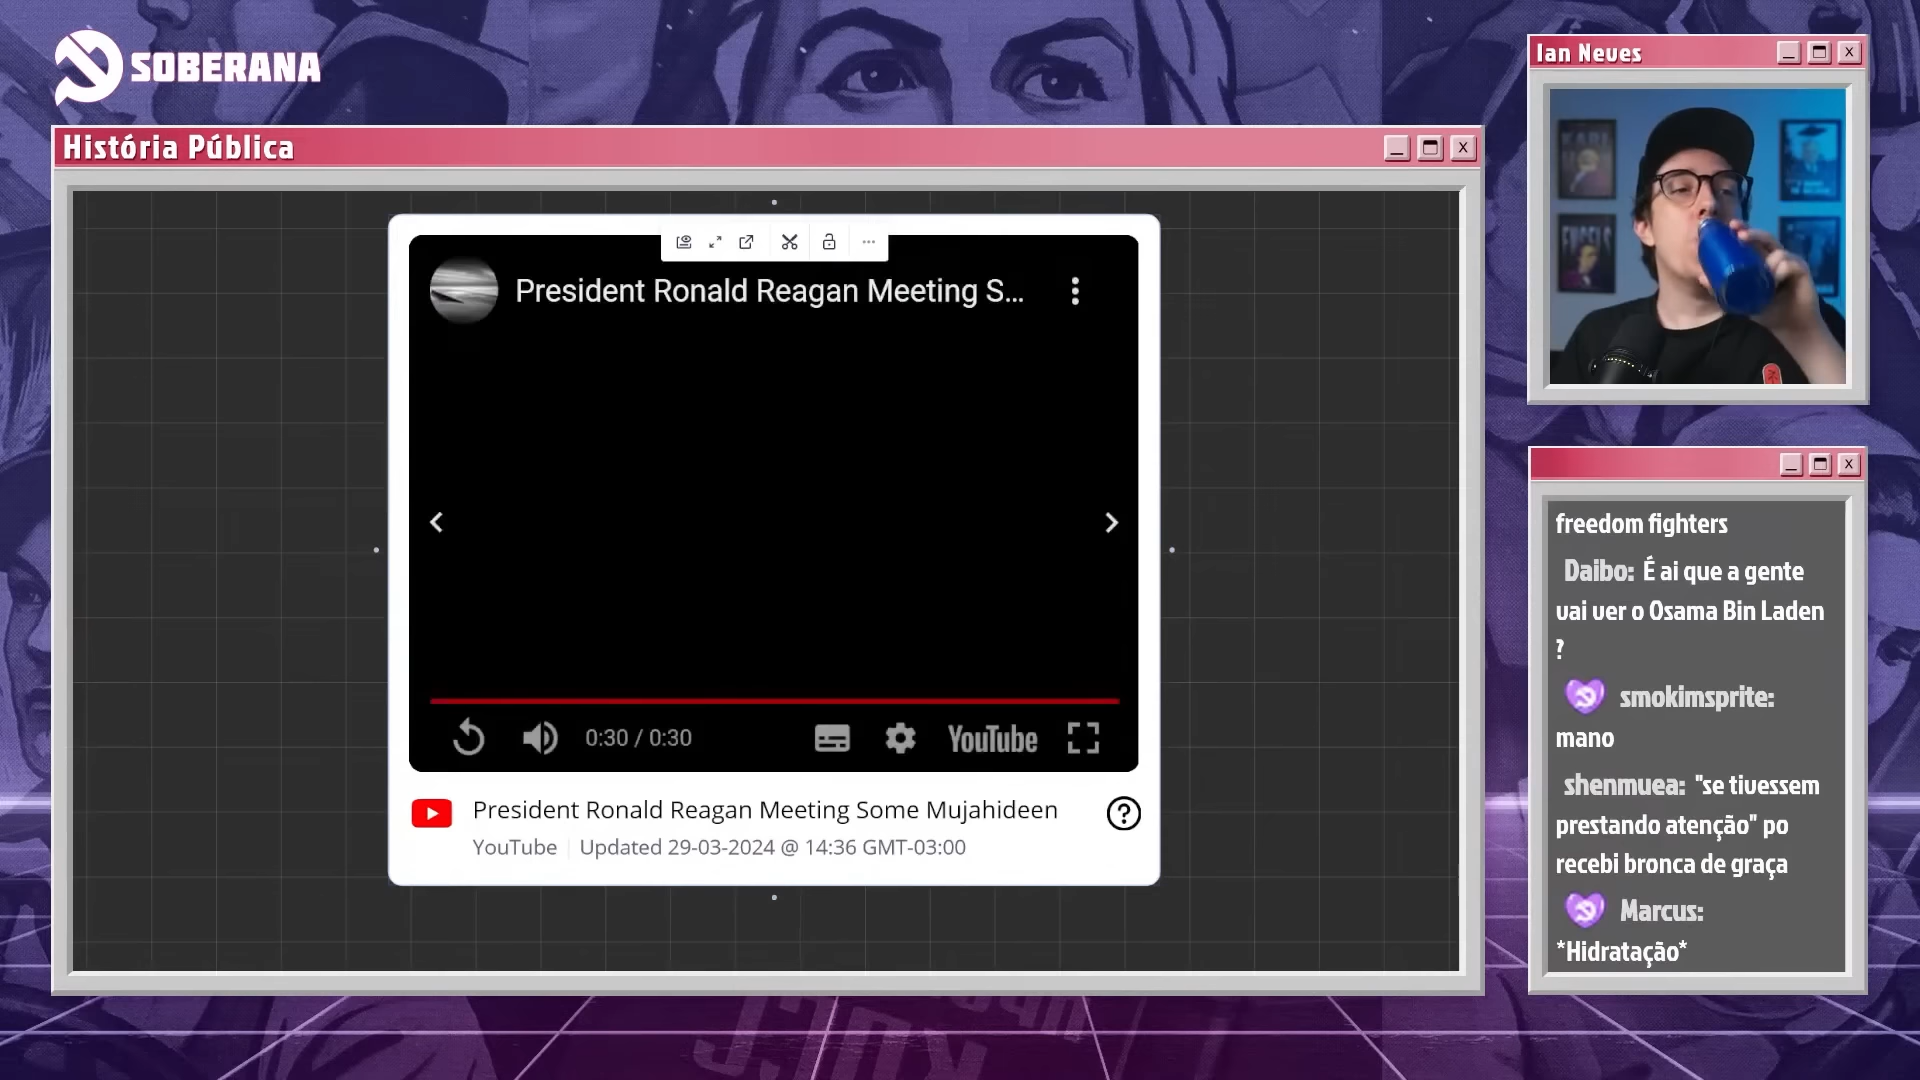 SOBERANA
História Pública
President Ronald Reagan Meeting S...
0:30 / 0:30
YouTube
President Ronald Reagan Meeting Some Mujahideen
YouTube
Updated 29-03-2024 @ 14:36 GMT-03:00
Ian Neves
KARL
ENGELS
freedom fighters
Daibo: É ai que a gente
vai ver o Osama Bin Laden
?
smokimsprite:
mano
shenmuea: "se tivessem
prestando atenção" po
recebi bronca de graça
Marcus:
*Hidratação*